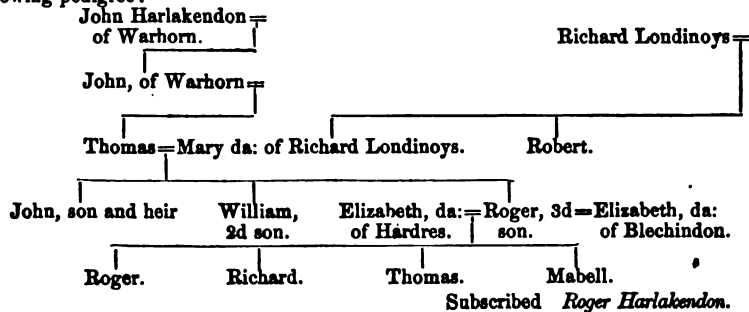 owing pedigree:
John Harlakendon=
of Warhorn.
Richard Londinoys=
John, of Warhorn=
Thomas=Mary da: of Richard Londinoys.
Robert.
John, son and heir
William,
2d son.
Elizabeth, da:=Roger, 3d=Elizabeth, da:
of Hardres.
son.
of Blechindon.
Roger.
Richard.
Thomas.
Mabell.
Subscribed Roger Harlakendon.